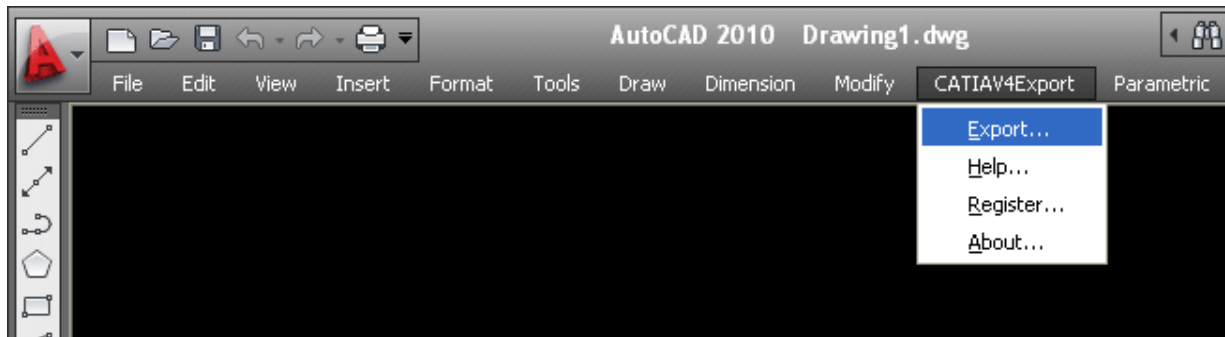 AutoCAD 2010 Drawing1.dwg
File Edit View Insert Format Tools Draw Dimension Modify CATIAV4Export Parametric
Export...
Help...
Register...
About...